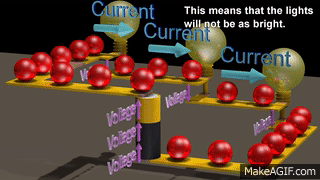 This means that the lights
will not be as bright.
Current
Current
Current
Voltage
Voltage
Voltage
Voltage
Voltage
Voltage
MakeAGIF.com